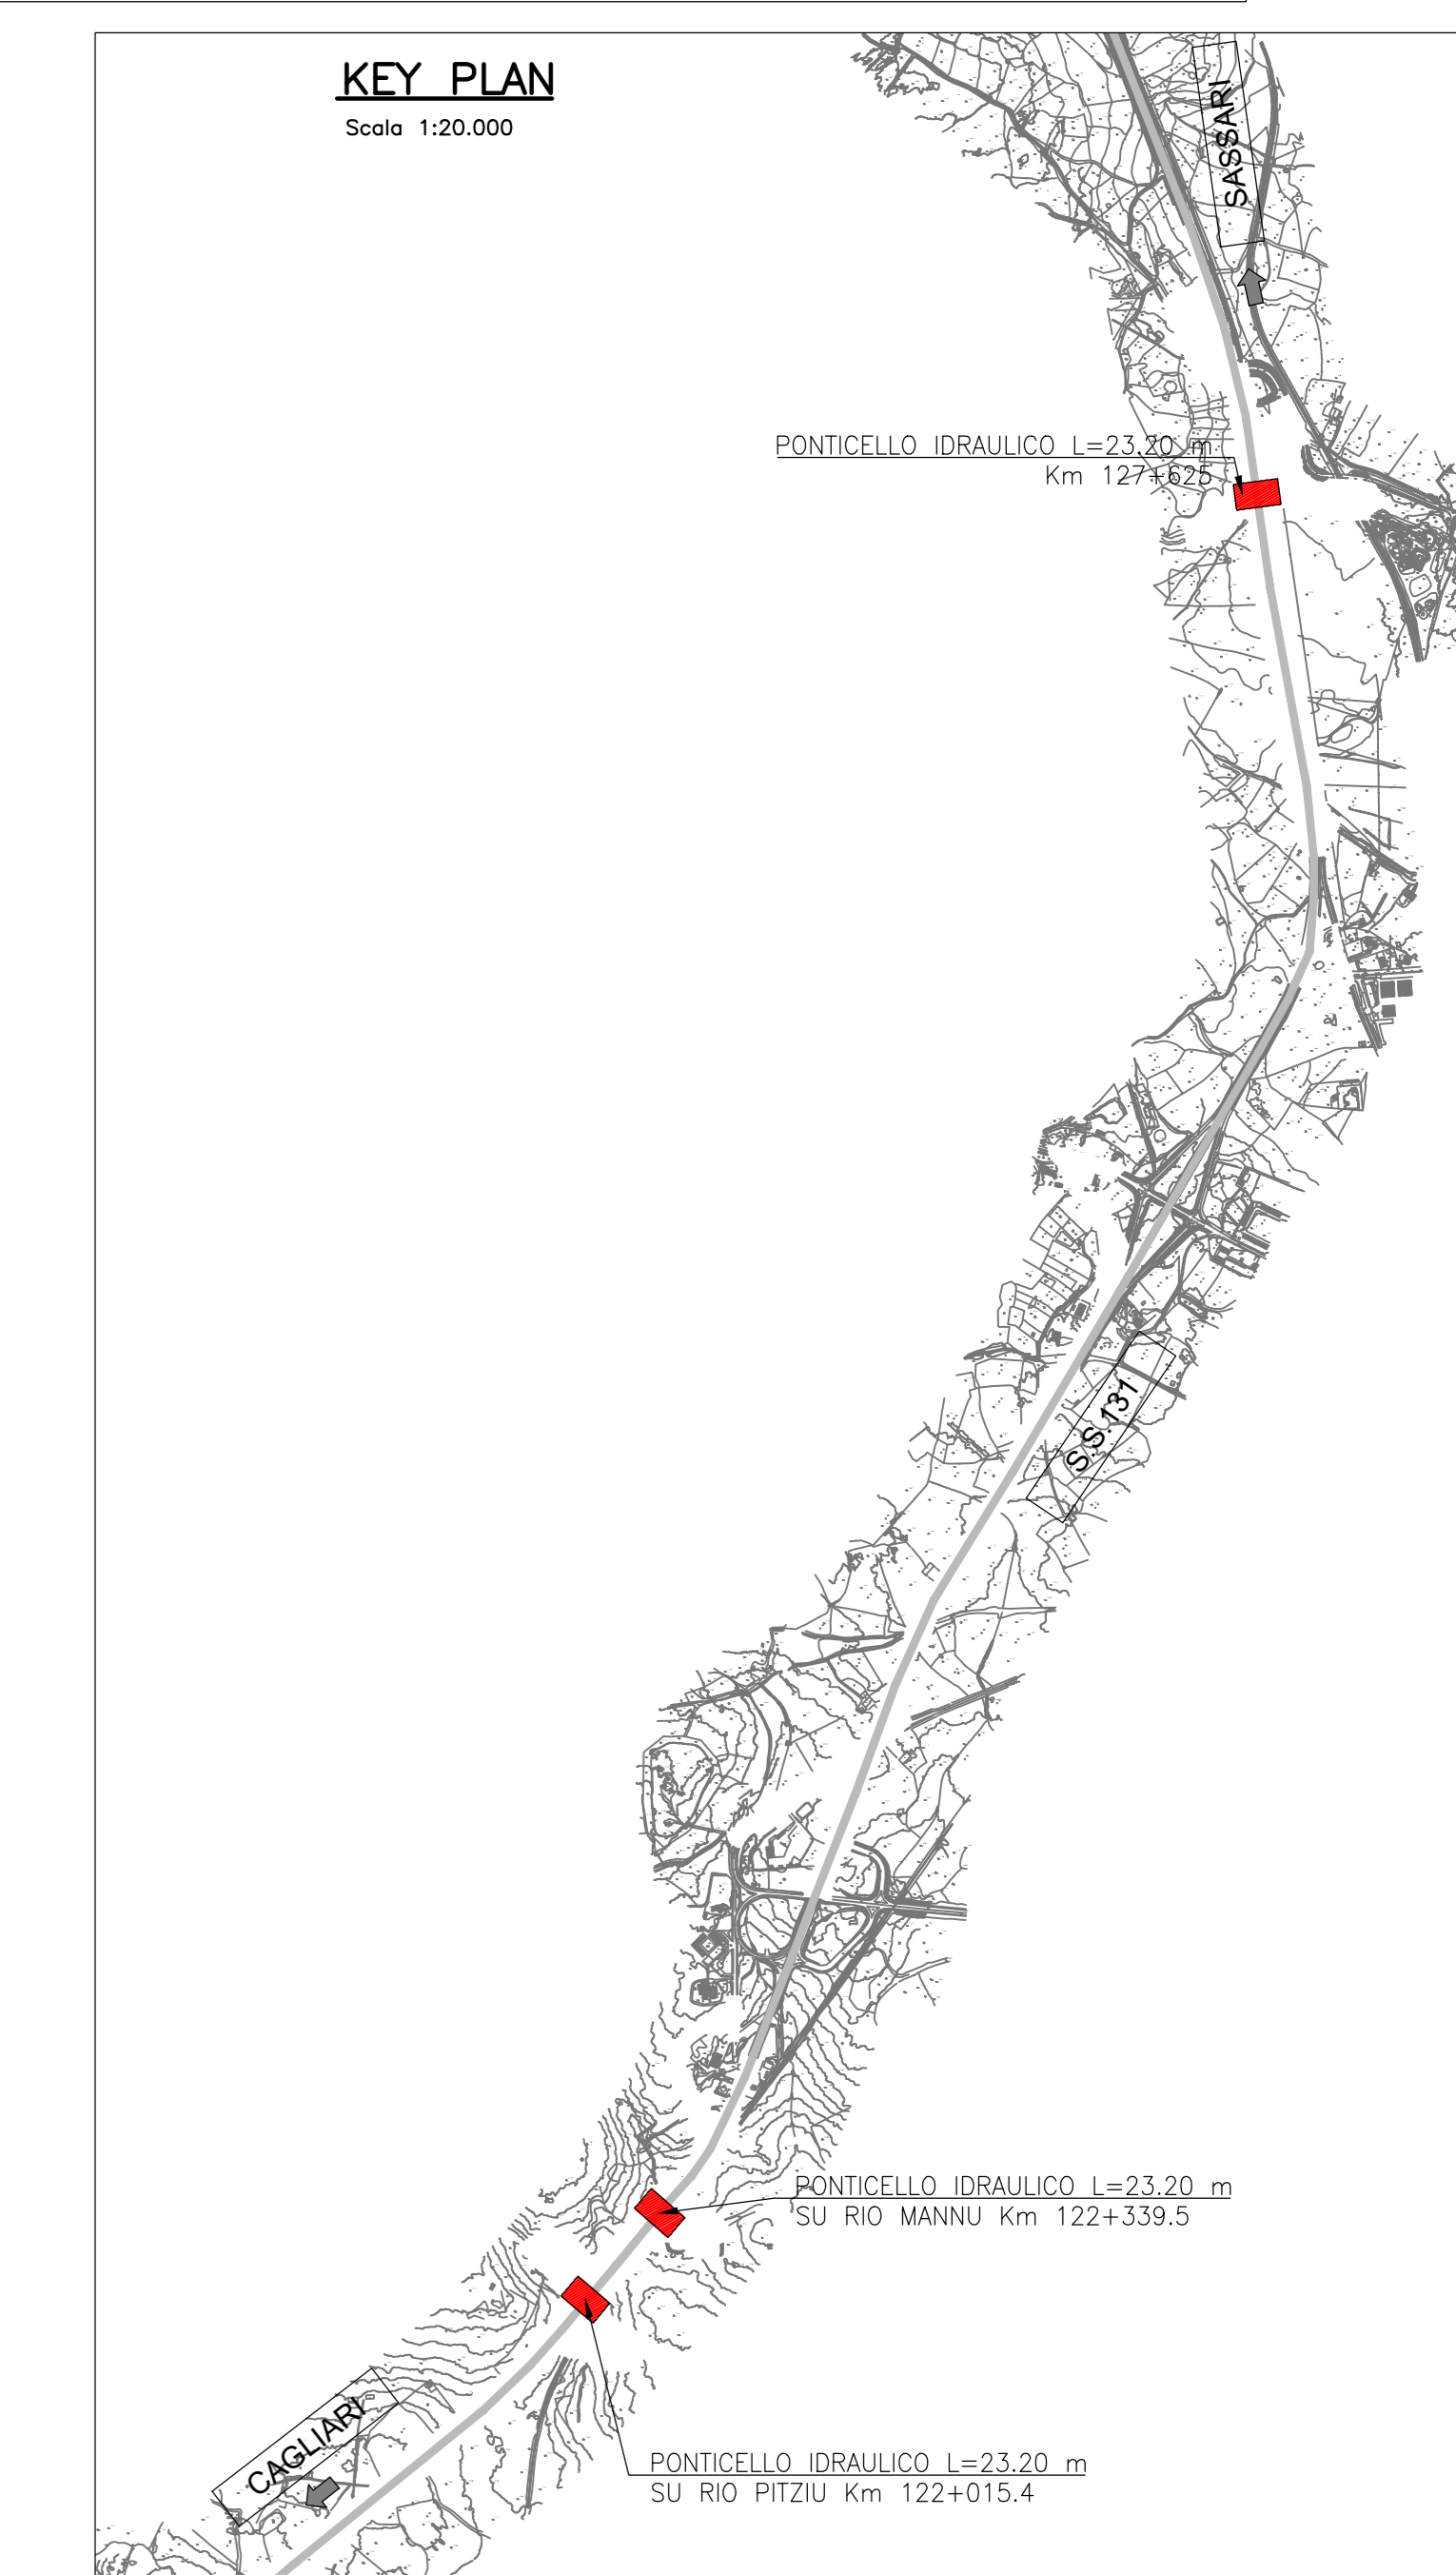 KEY PLAN
Scala 1:20.000
SASSARI
PONTICELLO IDRAULICO L=23.20 m
Km 127+625
S.S.131
PONTICELLO IDRAULICO L=23.20 m
SU RIO MANNU Km 122+339.5
CAGLIARI
PONTICELLO IDRAULICO L=23.20 m
SU RIO PITZIU Km 122+015.4